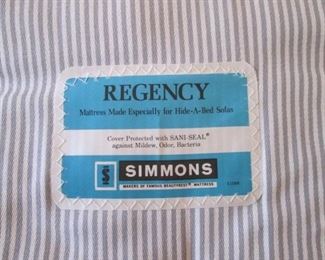 REGENCY
Mattress Made Especially for Hide-A-Bed Sofas
Cover Protected with SANI-SEAL®
against Mildew, Odor, Bacteria
S
SIMMONS
MAKERS OF FAMOUS BEAUTYREST® MATTRESS